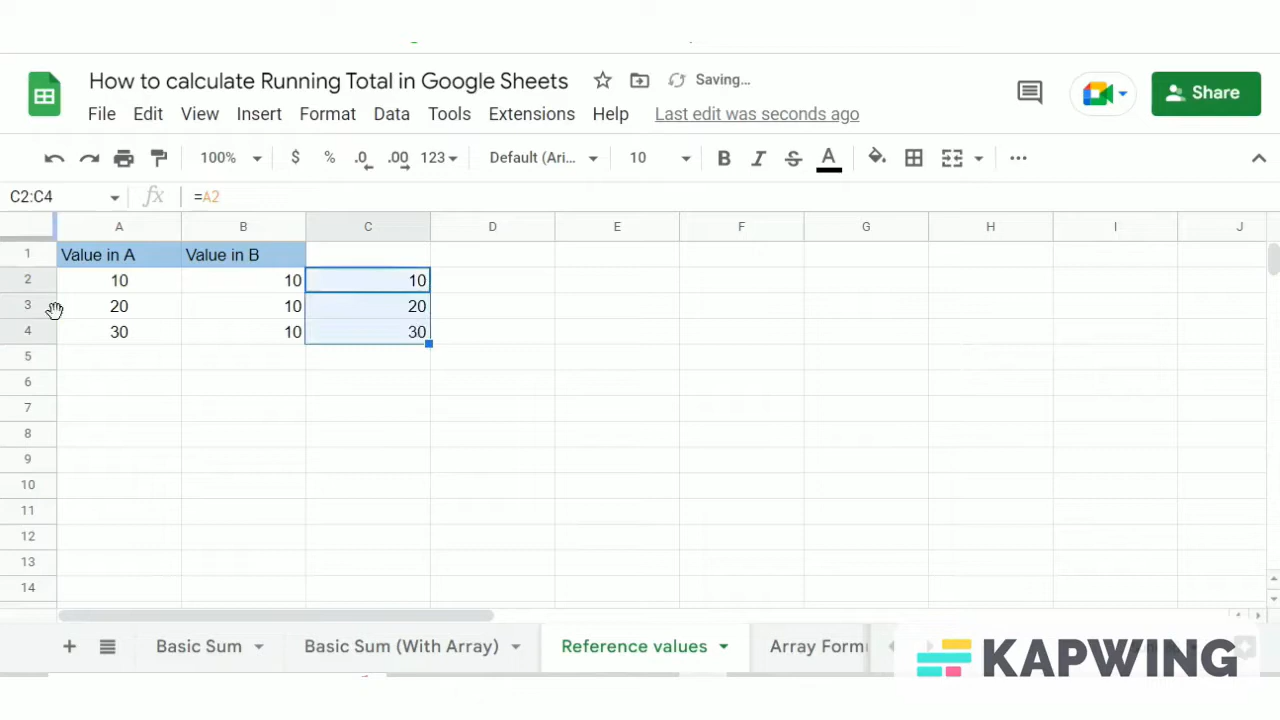 How to calculate Running Total in Google Sheets Saving...
File Edit View Insert Format Data Tools Extensions Help Last edit was seconds ago
Share
100% $ % .0 .00 123 Default (Ari... 10 B I S A
C2:C4 fx =A2
A B C D E F G H I J
1 Value in A Value in B
2 10 10 10
3 20 10 20
4 30 10 30
5
6
7
8
9
10
11
12
13
14
Basic Sum Basic Sum (With Array) Reference values Array Form
KAPWING